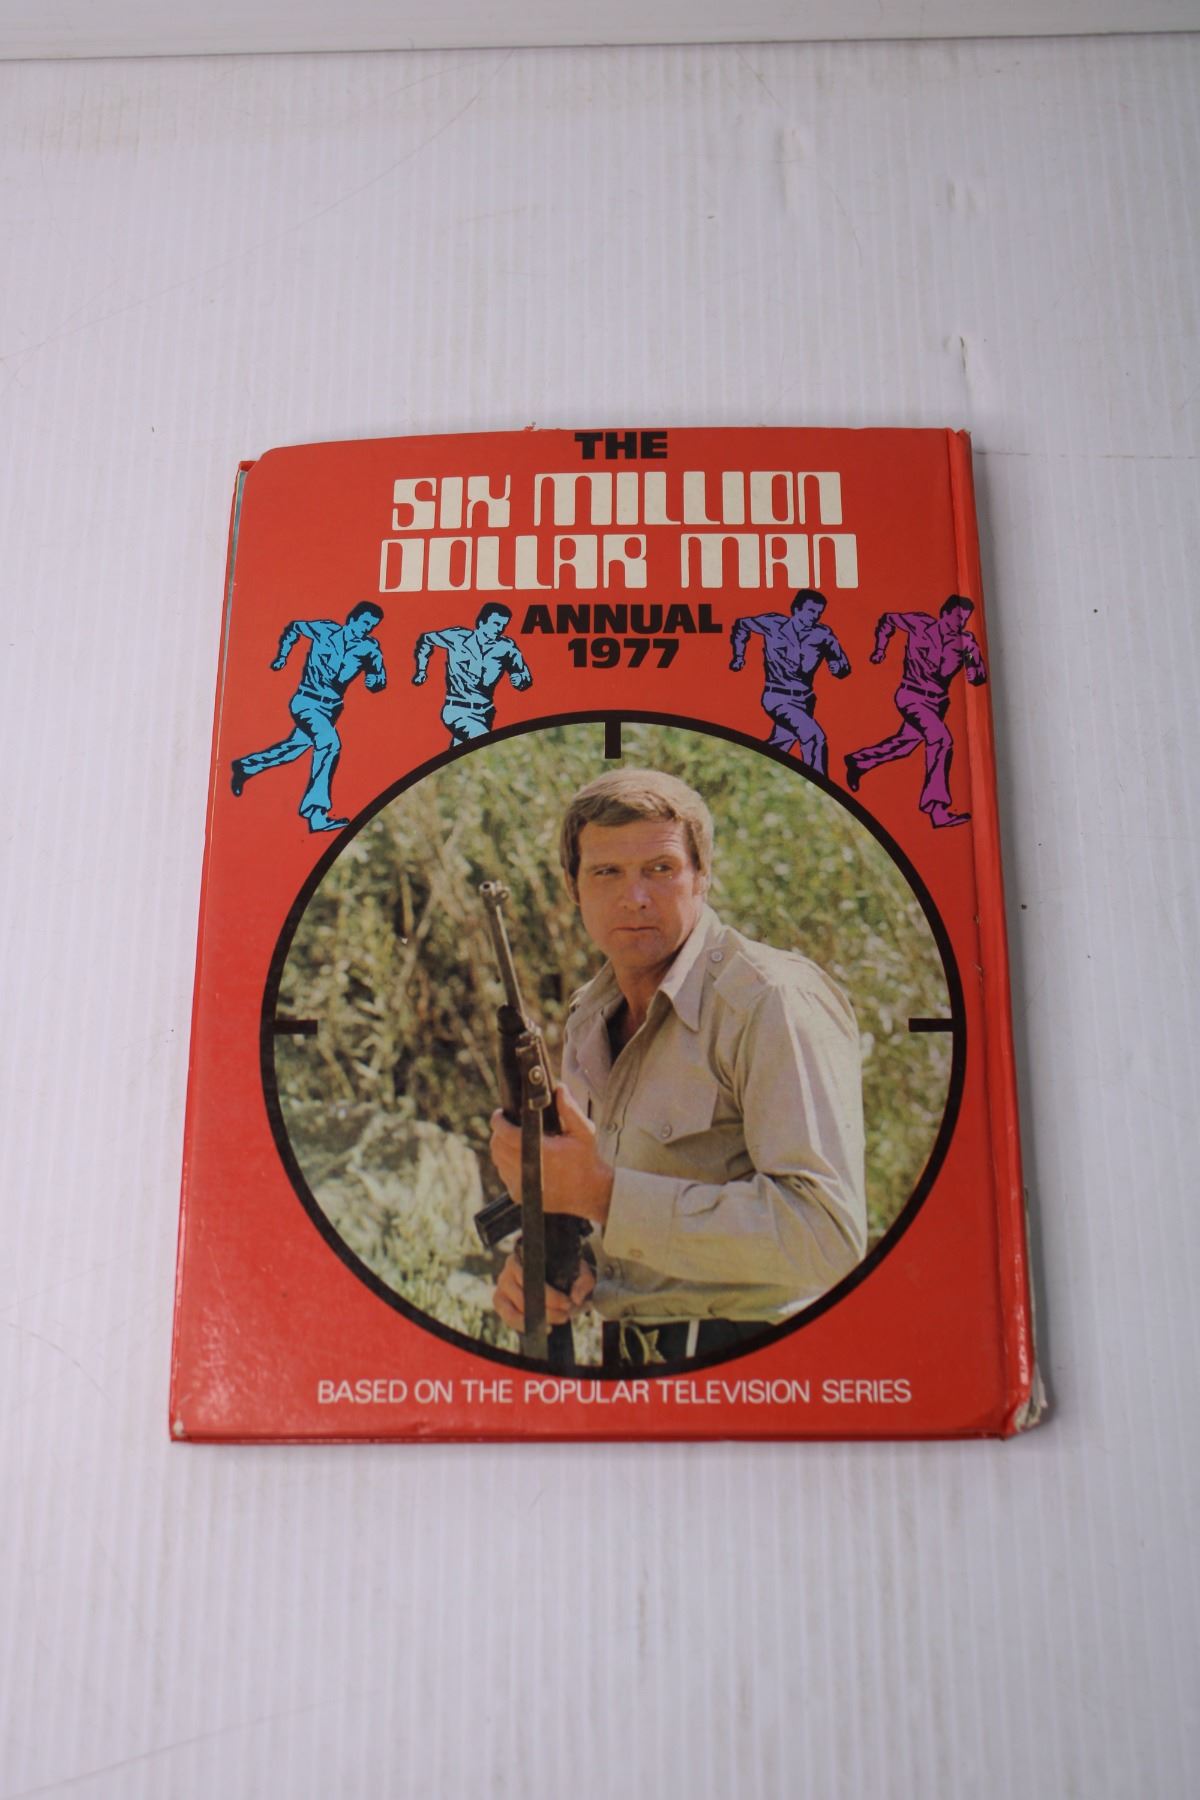 THE
SIX MILLION
DOLLAR MAN
ANNUAL
1977
BASED ON THE POPULAR TELEVISION SERIES